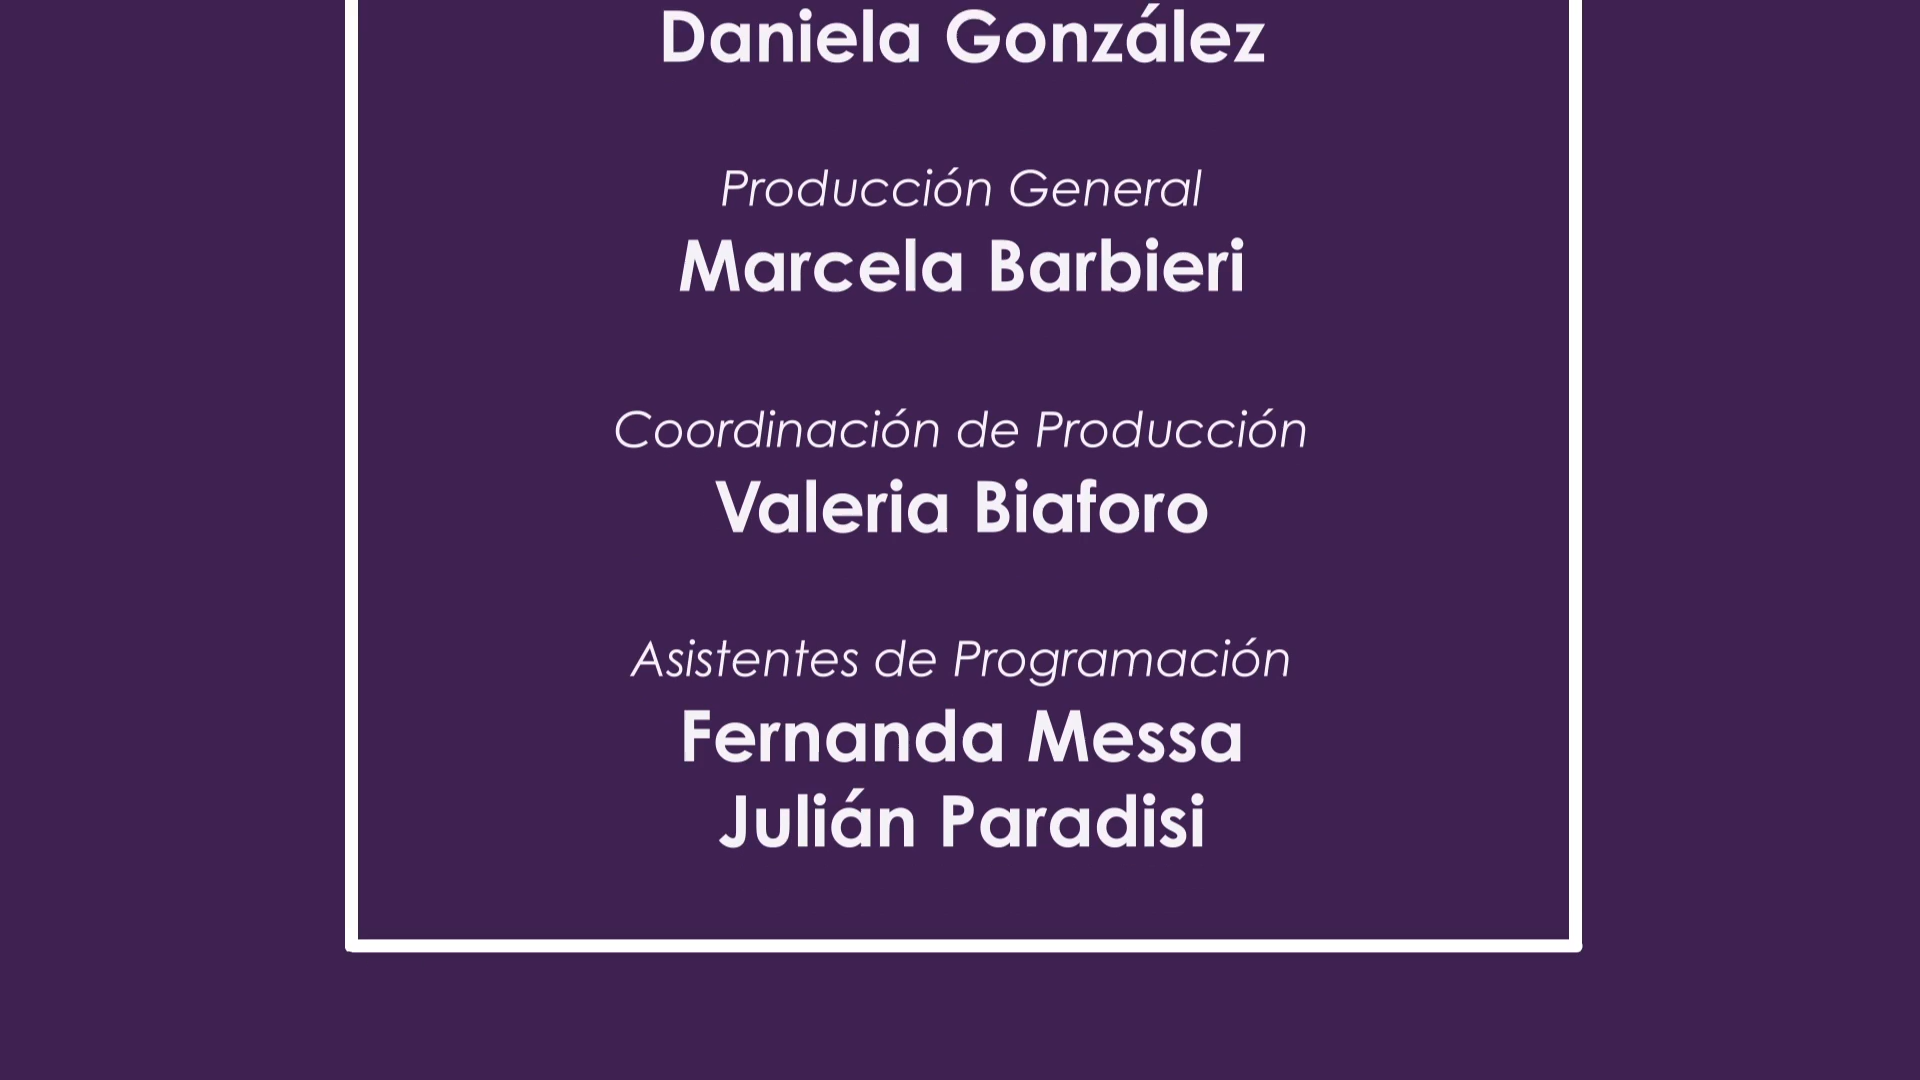 Daniela González
Producción General
Marcela Barbieri
Coordinación de Producción
Valeria Biaforo
Asistentes de Programación
Fernanda Messa
Julián Paradisi